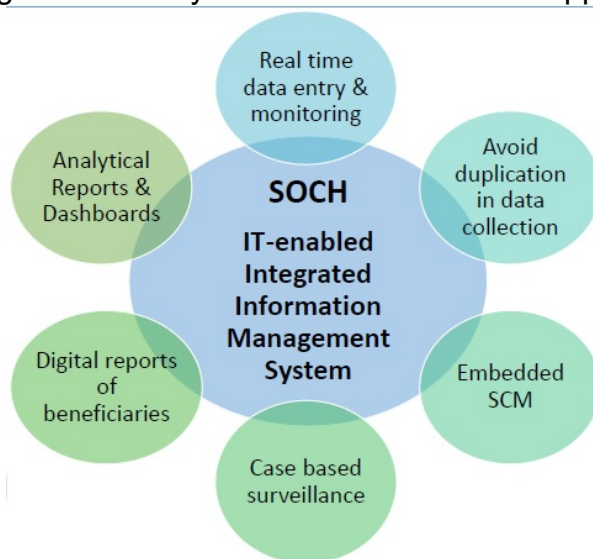 Real time
data entry &
monitoring
Analytical
Reports &
Dashboards
SOCH
IT-enabled
Integrated
Information
Management
System
Avoid
duplication
in data
collection
Digital reports
of
beneficiaries
Embedded
SCM
Case based
surveillance